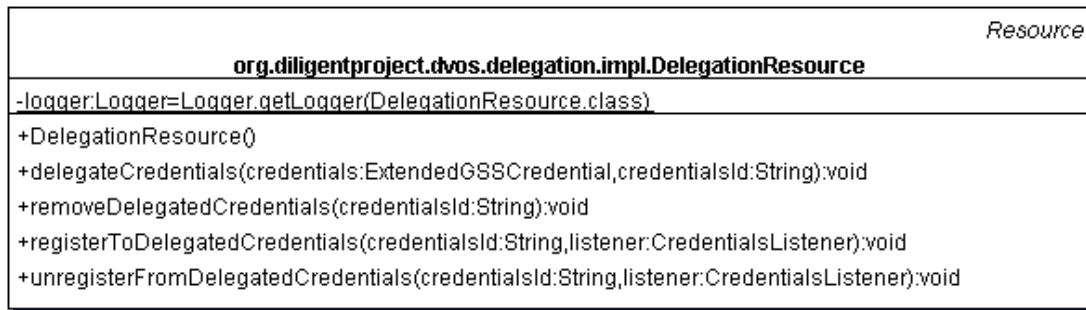 Resource
org.diligentproject.dvos.delegation.impl.DelegationResource
-logger:Logger=Logger.getLogger(DelegationResource.class)
+DelegationResource()
+delegateCredentials(credentials:ExtendedGSSCredential,credentialsId:String):void
+removeDelegatedCredentials(credentialsId:String):void
+registerToDelegatedCredentials(credentialsId:String,listener:CredentialsListener):void
+unregisterFromDelegatedCredentials(credentialsId:String,listener:CredentialsListener):void